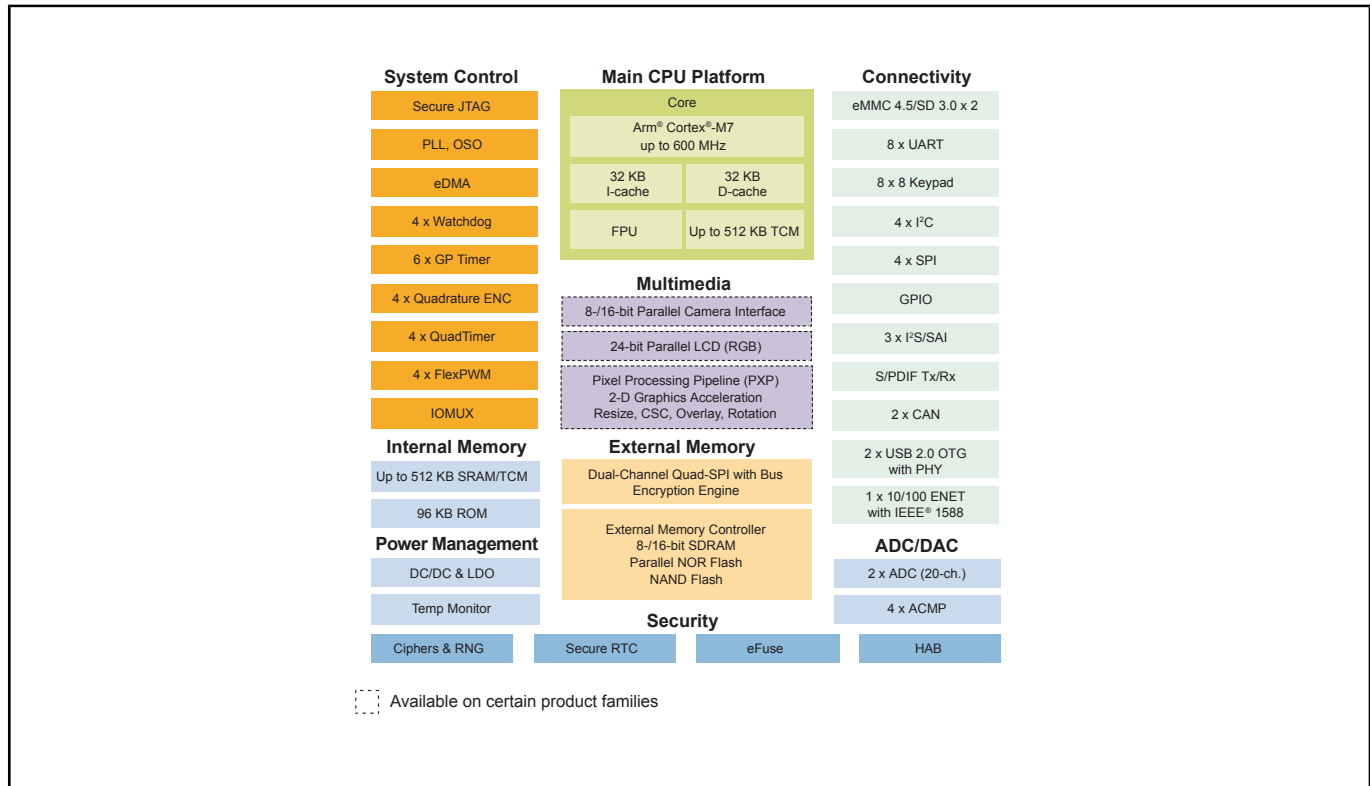 System Control
Secure JTAG
PLL, OSO
eDMA
4 x Watchdog
6 x GP Timer
4 x Quadrature ENC
4 x QuadTimer
4 x FlexPWM
IOMUX
Internal Memory
Up to 512 KB SRAM/TCM
96 KB ROM
Power Management
DC/DC & LDO
Temp Monitor
Main CPU Platform
Core
Arm® Cortex®-M7
up to 600 MHz
32 KB
I-cache
32 KB
D-cache
FPU
Up to 512 KB TCM
Multimedia
8-/16-bit Parallel Camera Interface
24-bit Parallel LCD (RGB)
Pixel Processing Pipeline (PXP)
2-D Graphics Acceleration
Resize, CSC, Overlay, Rotation
External Memory
Dual-Channel Quad-SPI with Bus
Encryption Engine
External Memory Controller
8-/16-bit SDRAM
Parallel NOR Flash
NAND Flash
Connectivity
eMMC 4.5/SD 3.0 x 2
8 x UART
8 x 8 Keypad
4 x I²C
4 x SPI
GPIO
3 x I²S/SAI
S/PDIF Tx/Rx
2 x CAN
2 x USB 2.0 OTG
with PHY
1 x 10/100 ENET
with IEEE® 1588
ADC/DAC
2 x ADC (20-ch.)
4 x ACMP
Security
Ciphers & RNG
Secure RTC
eFuse
HAB
Available on certain product families